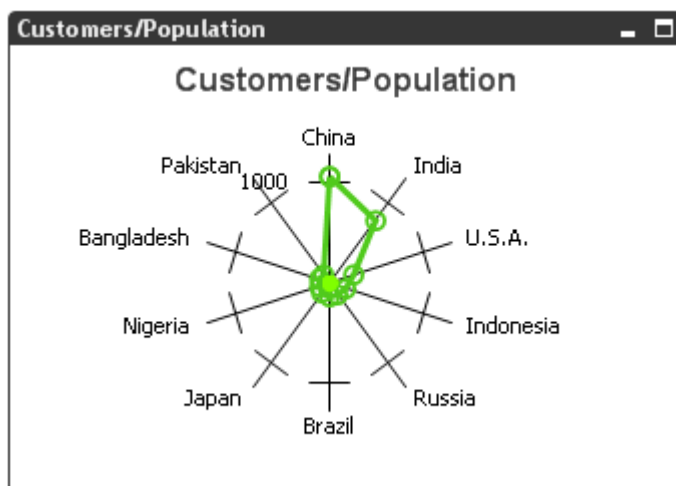 Customers/Population
Customers/Population
China
Pakistan
1000
India
Bangladesh
U.S.A.
Nigeria
Indonesia
Japan
Russia
Brazil